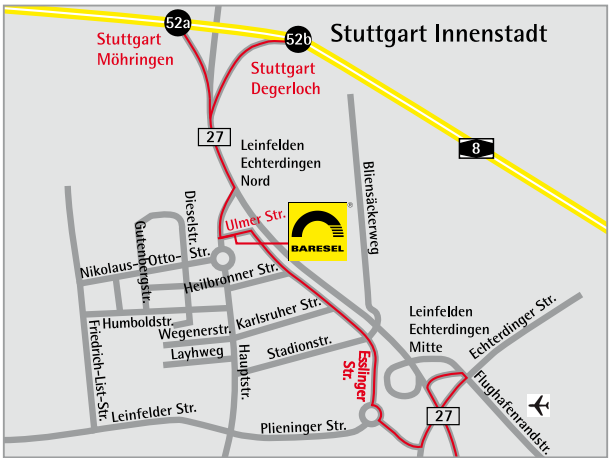 52a
52b
Stuttgart Innenstadt
Stuttgart
Möhringen
Stuttgart
Degerloch
8
27
Leinfelden
Echterdingen
Nord
Bliensäckerweg
Dieselstr.
Gutenbergstr.
Ulmer Str.
®
BARESEL
Nikolaus-Otto-Str.
Heilbronner Str.
Karlsruher Str.
Humboldtstr.
Wegenerstr.
Layhweg
Stadionstr.
Friedrich-List-Str.
Hauptstr.
Esslinger
Str.
Leinfelden
Echterdingen
Mitte
Echterdinger Str.
Flughafenrandstr.
27
Leinfelder Str.
Plieninger Str.